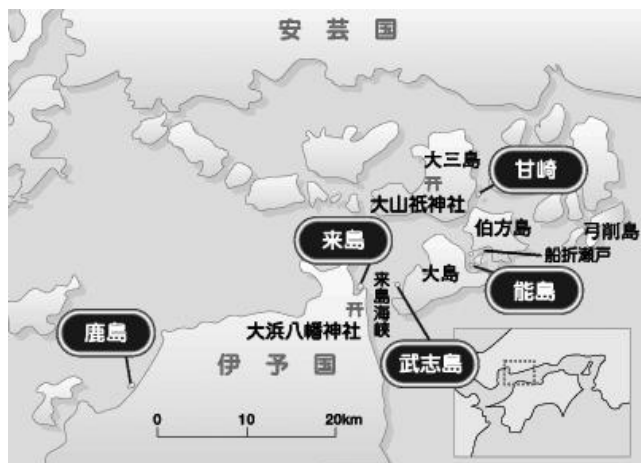 安芸国
大三島
甘崎
大山祇神社
伯方島
弓削島
来島
船折瀬戸
大島
能島
来島海峡
大浜八幡神社
鹿島
伊予国
武志島
0 10 20km